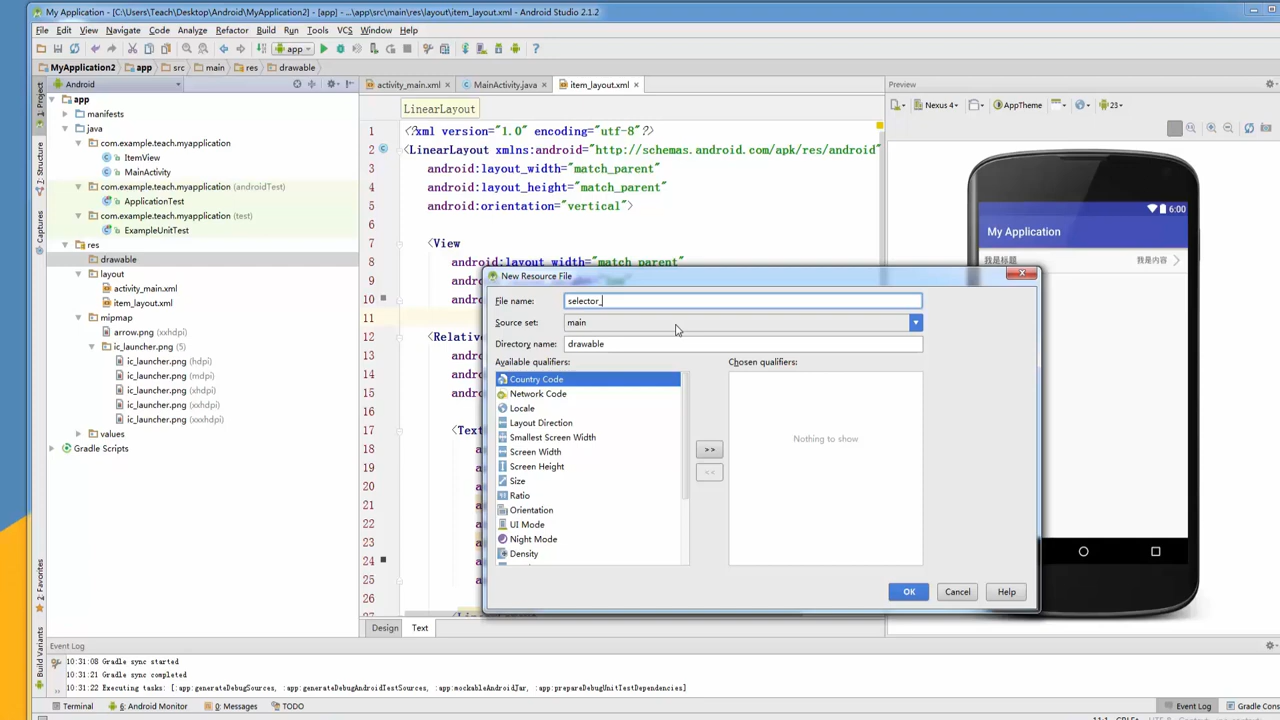 My Application - [C:\Users\Teach\Desktop\Android\MyApplication2] - [app] - ...\app\src\main\res\layout\item_layout.xml - Android Studio 2.1.2
File Edit View Navigate Code Analyze Refactor Build Run Tools VCS Window Help
app
MyApplication2 app src main res drawable
Android
activity_main.xml MainActivity.java item_layout.xml
Preview
Nexus 4 AppTheme 23
1: Project
7: Structure
Captures
2: Favorites
Build Variants
app
manifests
java
com.example.teach.myapplication
ItemView
MainActivity
com.example.teach.myapplication (androidTest)
ApplicationTest
com.example.teach.myapplication (test)
ExampleUnitTest
res
drawable
layout
activity_main.xml
item_layout.xml
mipmap
arrow.png (xxhdpi)
ic_launcher.png (5)
ic_launcher.png (hdpi)
ic_launcher.png (mdpi)
ic_launcher.png (xhdpi)
ic_launcher.png (xxhdpi)
ic_launcher.png (xxxhdpi)
values
Gradle Scripts
LinearLayout
1 <?xml version="1.0" encoding="utf-8"?>
2 <LinearLayout xmlns:android="http://schemas.android.com/apk/res/android"
3 android:layout_width="match_parent"
4 android:layout_height="match_parent"
5 android:orientation="vertical">
6
7 <View
8 android:layout_width="match_parent"
9
10
11
12 <Relative
13
14
15
16
17 <Text
18
19
20
21
22
23
24
25
26
27
New Resource File
File name: selector_
Source set: main
Directory name: drawable
Available qualifiers: Chosen qualifiers:
Country Code
Network Code
Locale
Layout Direction
Smallest Screen Width
Screen Width
Screen Height
Size
Ratio
Orientation
UI Mode
Night Mode
Density
>>
<<
Nothing to show
OK Cancel Help
6:00
My Application
我是标题 我是内容
Design Text
Event Log
10:31:08 Gradle sync started
10:31:21 Gradle sync completed
10:31:22 Executing tasks: [:app:generateDebugSources, :app:generateDebugAndroidTestSources, :app:mockableAndroidJar, :app:prepareDebugUnitTestDependencies]
Terminal 6: Android Monitor 0: Messages TODO
Event Log Gradle Cons